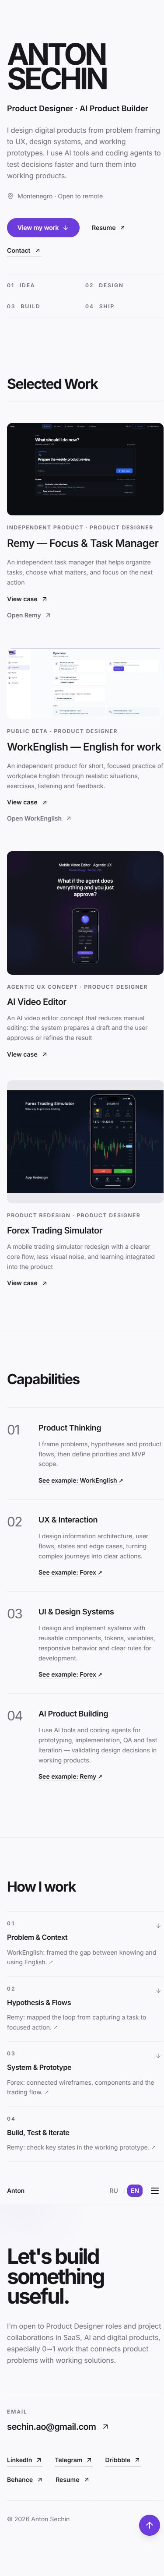 ANTON
SECHIN
Product Designer · AI Product Builder
I design digital products from problem framing
to UX, design systems, and working
prototypes. I use AI tools and coding agents to
test decisions faster and turn them into
working products.
Montenegro · Open to remote
View my work ↓
Resume ↗
Contact ↗
01 IDEA
02 DESIGN
03 BUILD
04 SHIP
Selected Work
What should I do now?
Prepare the weekly product review
INDEPENDENT PRODUCT · PRODUCT DESIGNER
Remy — Focus & Task Manager
An independent task manager that helps organize
tasks, choose what matters, and focus on the next
action
View case ↗
Open Remy ↗
PUBLIC BETA · PRODUCT DESIGNER
WorkEnglish — English for work
An independent product for short, focused practice of
workplace English through realistic situations,
exercises, listening and feedback.
View case ↗
Open WorkEnglish ↗
Mobile Video Editor · Agentic UX
What if the agent does
everything and you just
approve?
AGENTIC UX CONCEPT · PRODUCT DESIGNER
AI Video Editor
An AI video editor concept that reduces manual
editing: the system prepares a draft and the user
approves or refines the result
View case ↗
Forex Trading Simulator
App Redesign
PRODUCT REDESIGN · PRODUCT DESIGNER
Forex Trading Simulator
A mobile trading simulator redesign with a clearer
core flow, less visual noise, and learning integrated
into the product
View case ↗
Capabilities
01
Product Thinking
I frame problems, hypotheses and product
flows, then define priorities and MVP
scope.
See example: WorkEnglish ↗
02
UX & Interaction
I design information architecture, user
flows, states and edge cases, turning
complex journeys into clear actions.
See example: Forex ↗
03
UI & Design Systems
I design and implement systems with
reusable components, tokens, variables,
responsive behavior and clear rules for
development.
See example: Forex ↗
04
AI Product Building
I use AI tools and coding agents for
prototyping, implementation, QA and fast
iteration — validating design decisions in
working products.
See example: Remy ↗
How I work
01 ↓
Problem & Context
WorkEnglish: framed the gap between knowing and
using English. ↗
02 ↓
Hypothesis & Flows
Remy: mapped the loop from capturing a task to
focused action. ↗
03 ↓
System & Prototype
Forex: connected wireframes, components and the
trading flow. ↗
04
Build, Test & Iterate
Remy: check key states in the working prototype. ↗
Anton
RU
EN
Let's build
something
useful.
I'm open to Product Designer roles and project
collaborations in SaaS, AI and digital products,
especially 0→1 work that connects product
problems with working solutions.
EMAIL
sechin.ao@gmail.com ↗
LinkedIn ↗
Telegram ↗
Dribbble ↗
Behance ↗
Resume ↗
© 2026 Anton Sechin